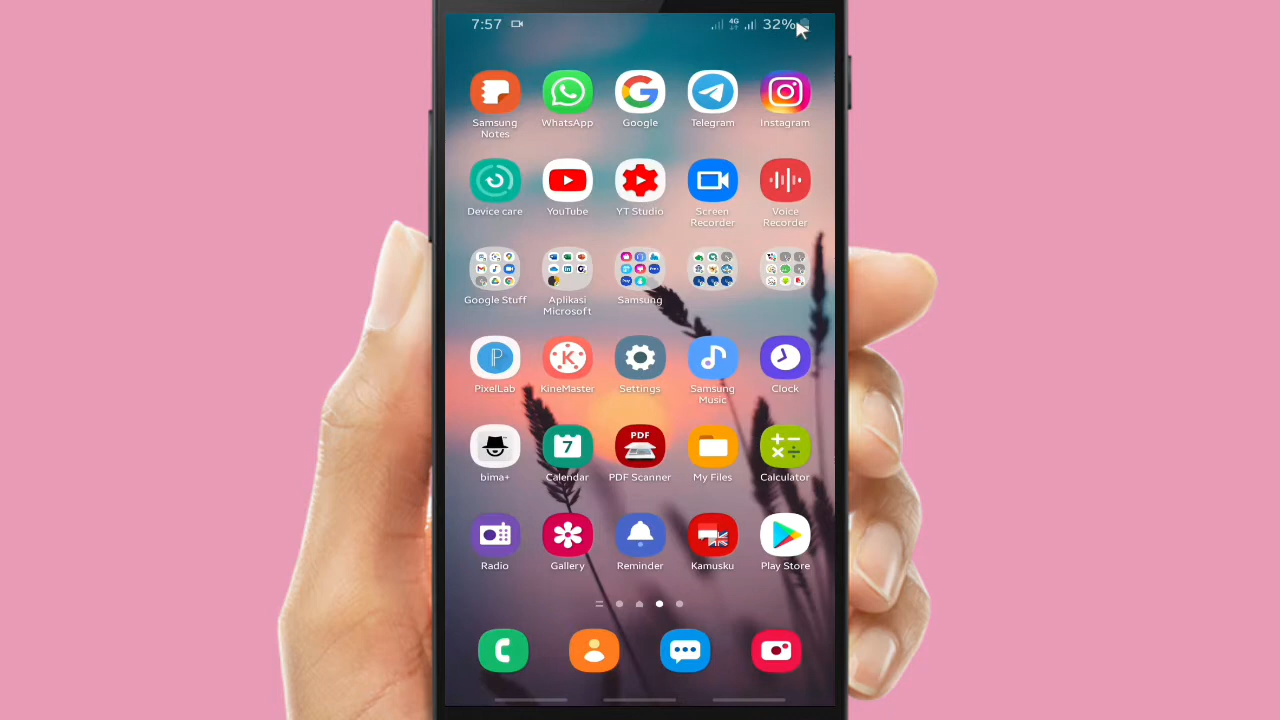 7:57
4G
32%
Samsung
Notes
WhatsApp
Google
Telegram
Instagram
Device care
YouTube
YT Studio
Screen
Recorder
Voice
Recorder
Google Stuff
Aplikasi
Microsoft
Samsung
PixelLab
KineMaster
Settings
Samsung
Music
Clock
bima+
7
Calendar
PDF
PDF Scanner
My Files
Calculator
Radio
Gallery
Reminder
Kamusku
Play Store